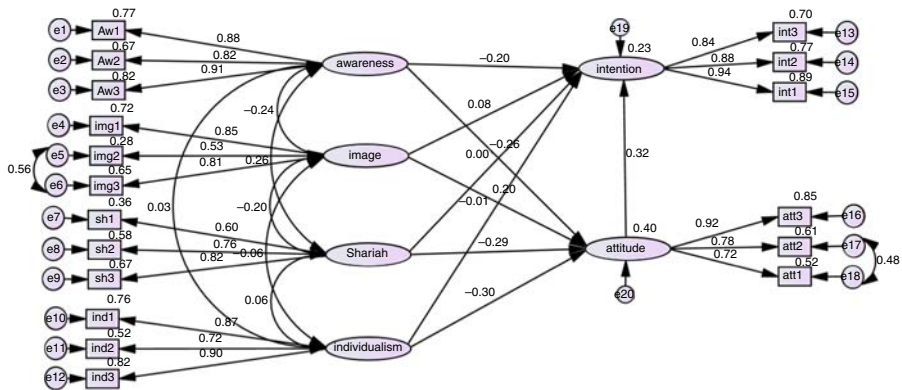 0.77
e1 Aw1 0.88
0.67
e2 Aw2 0.82
0.82
e3 Aw3 0.91
0.72
e4 img1 0.85
0.28
e5 img2 0.53
0.65
e6 img3 0.81
0.56
0.36
e7 sh1 0.60
0.58
e8 sh2 0.76
0.67
e9 sh3 0.82
0.76
e10 ind1 0.87
0.52
e11 ind2 0.72
0.82
e12 ind3 0.90
awareness
image
Shariah
individualism
−0.24
0.26
0.03
−0.20
−0.06
0.06
−0.20
0.08
−0.26
0.00
0.20
−0.01
−0.29
−0.30
0.32
e19
0.23
intention
0.40
attitude
e20
0.84 0.70
int3 e13
0.88 0.77
int2 e14
0.94 0.89
int1 e15
0.92 0.85
att3 e16
0.78 0.61
att2 e17
0.72 0.52
att1 e18
0.48